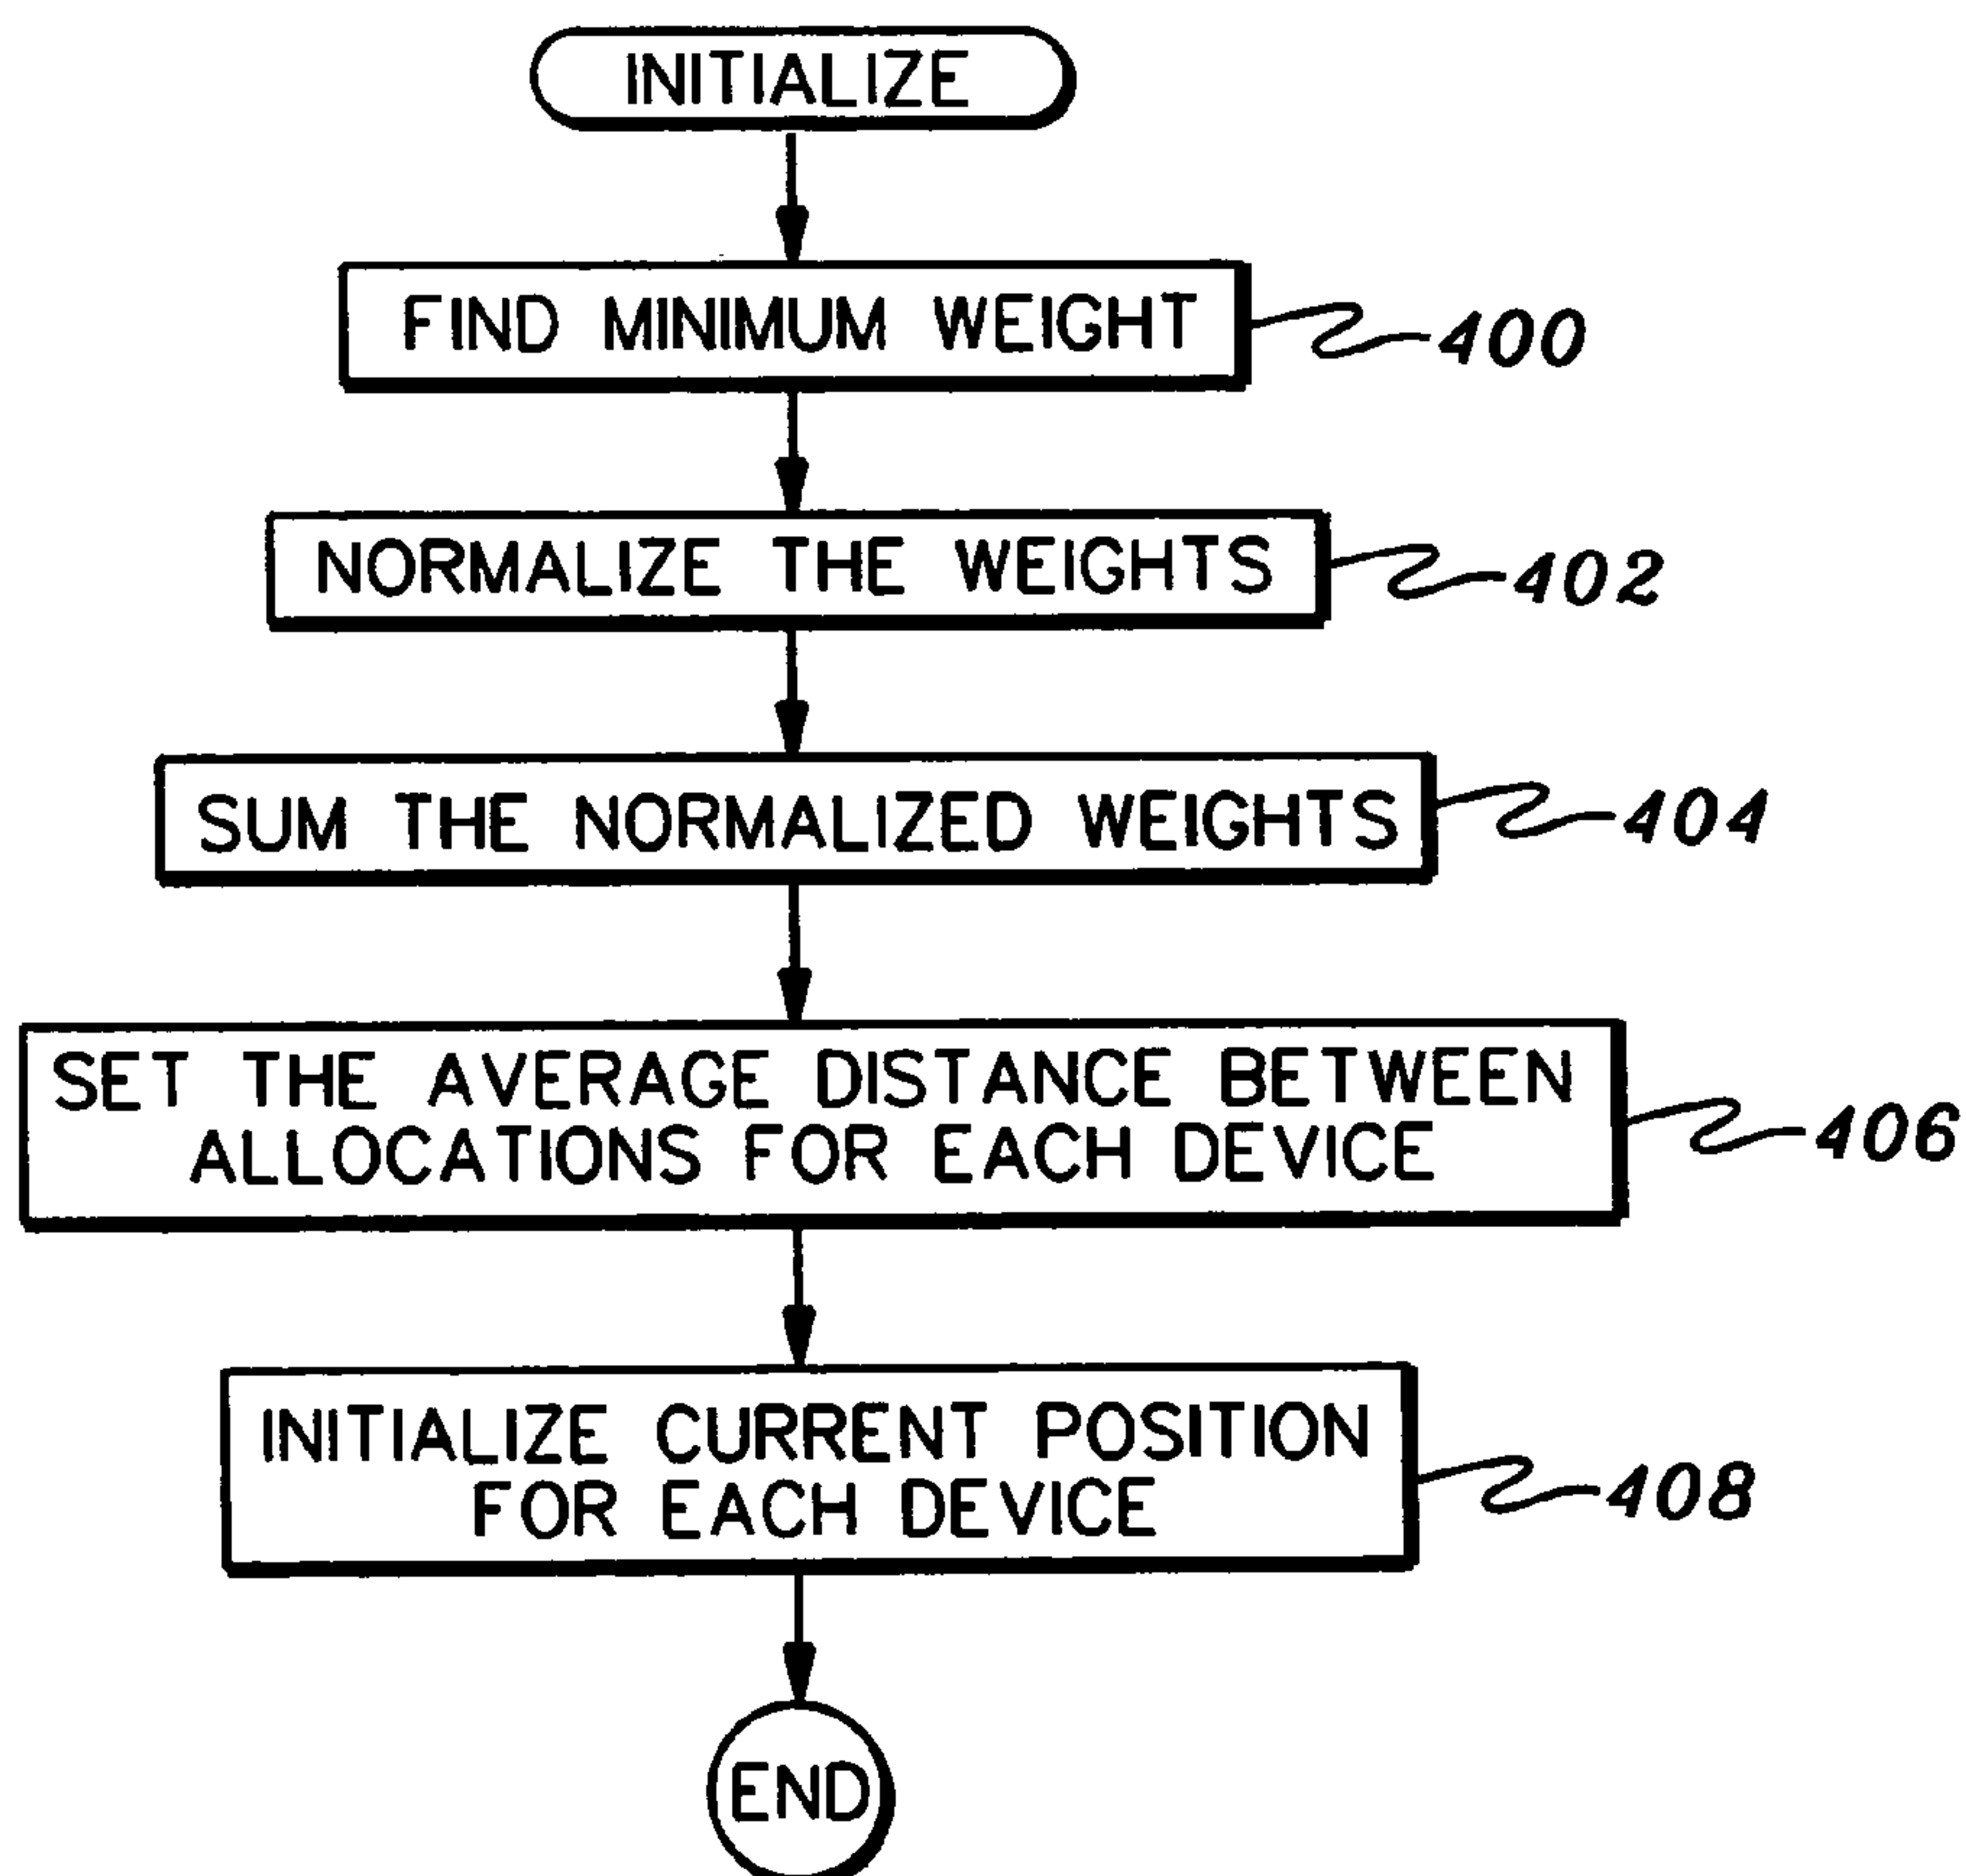 INITIALIZE
FIND MINIMUM WEIGHT
400
NORMALIZE THE WEIGHTS
402
SUM THE NORMALIZED WEIGHTS
404
SET THE AVERAGE DISTANCE BETWEEN
ALLOCATIONS FOR EACH DEVICE
406
INITIALIZE CURRENT POSITION
FOR EACH DEVICE
408
END